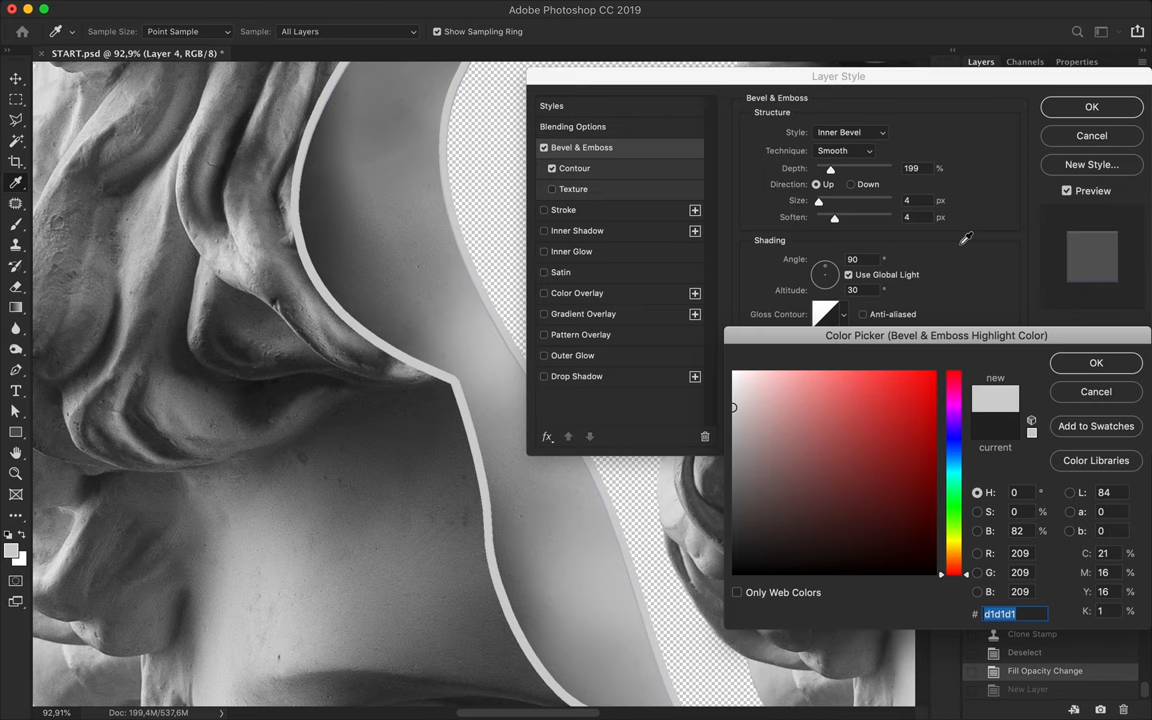 Adobe Photoshop CC 2019
Sample Size: Point Sample Sample: All Layers Show Sampling Ring
START.psd @ 92,9% (Layer 4, RGB/8) *
Layers Channels Properties
Layer Style
Styles
Blending Options
Bevel & Emboss
Contour
Texture
Stroke
Inner Shadow
Inner Glow
Satin
Color Overlay
Gradient Overlay
Pattern Overlay
Outer Glow
Drop Shadow
fx
Bevel & Emboss
Structure
Style: Inner Bevel
Technique: Smooth
Depth: 199 %
Direction: Up Down
Size: 4 px
Soften: 4 px
Shading
Angle: 90 °
Use Global Light
Altitude: 30 °
Gloss Contour: Anti-aliased
OK
Cancel
New Style...
Preview
Color Picker (Bevel & Emboss Highlight Color)
new
current
OK
Cancel
Add to Swatches
Color Libraries
H: 0 ° L: 84
S: 0 % a: 0
B: 82 % b: 0
R: 209 C: 21 %
G: 209 M: 16 %
B: 209 Y: 16 %
# d1d1d1 K: 1 %
Only Web Colors
Clone Stamp
Deselect
Fill Opacity Change
New Layer
92,91% Doc: 199,4M/537,6M